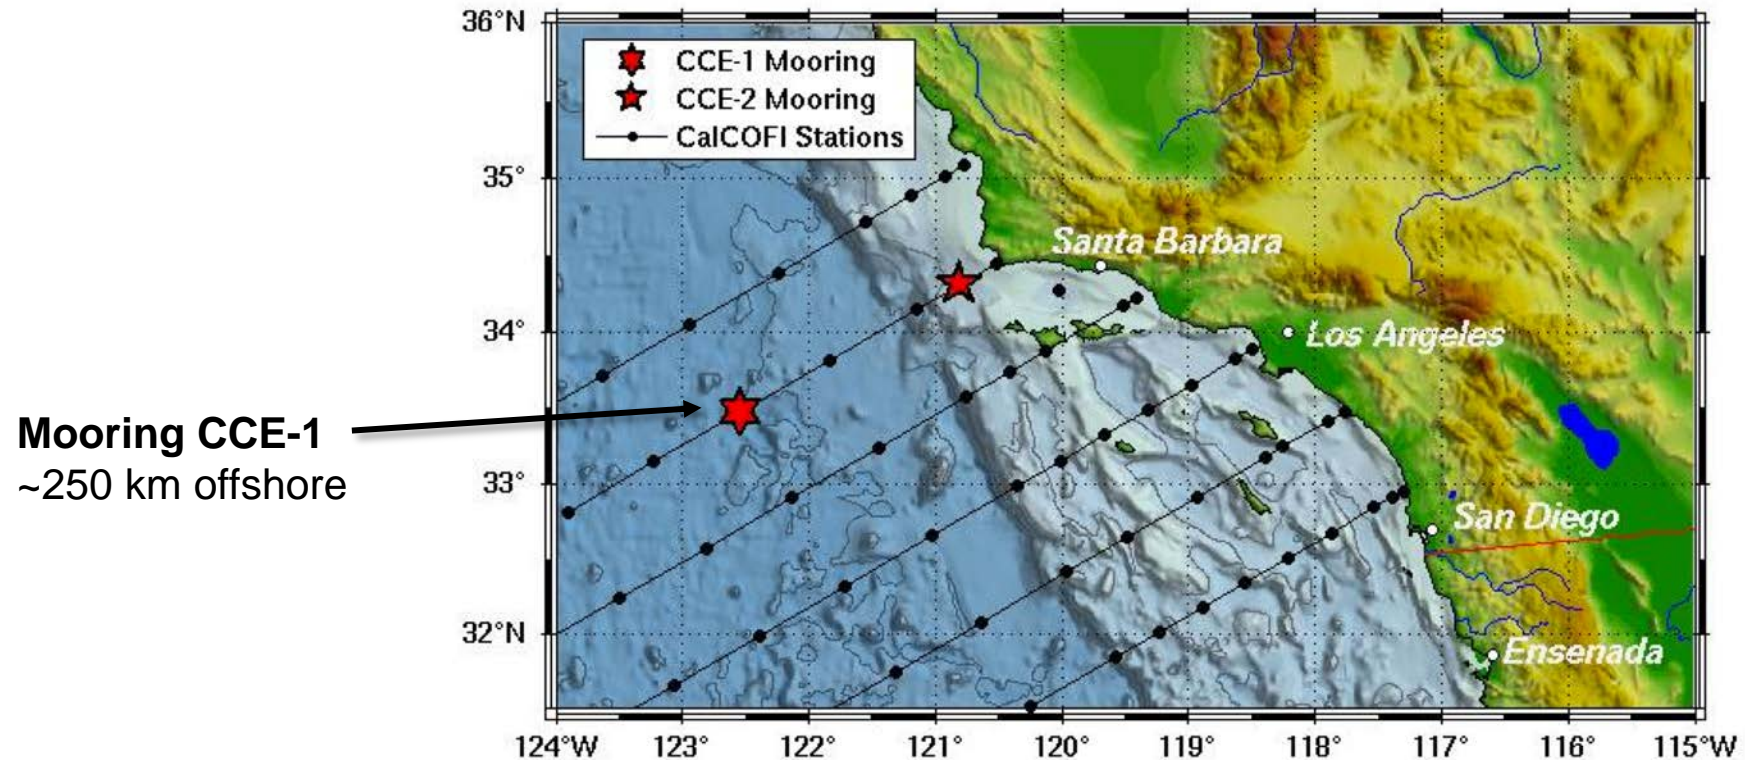 36°N
CCE-1 Mooring
CCE-2 Mooring
CalCOFI Stations
35°
Santa Barbara
34°
Los Angeles
Mooring CCE-1
~250 km offshore
33°
San Diego
32°N
Ensenada
124°W 123° 122° 121° 120° 119° 118° 117° 116° 115°W